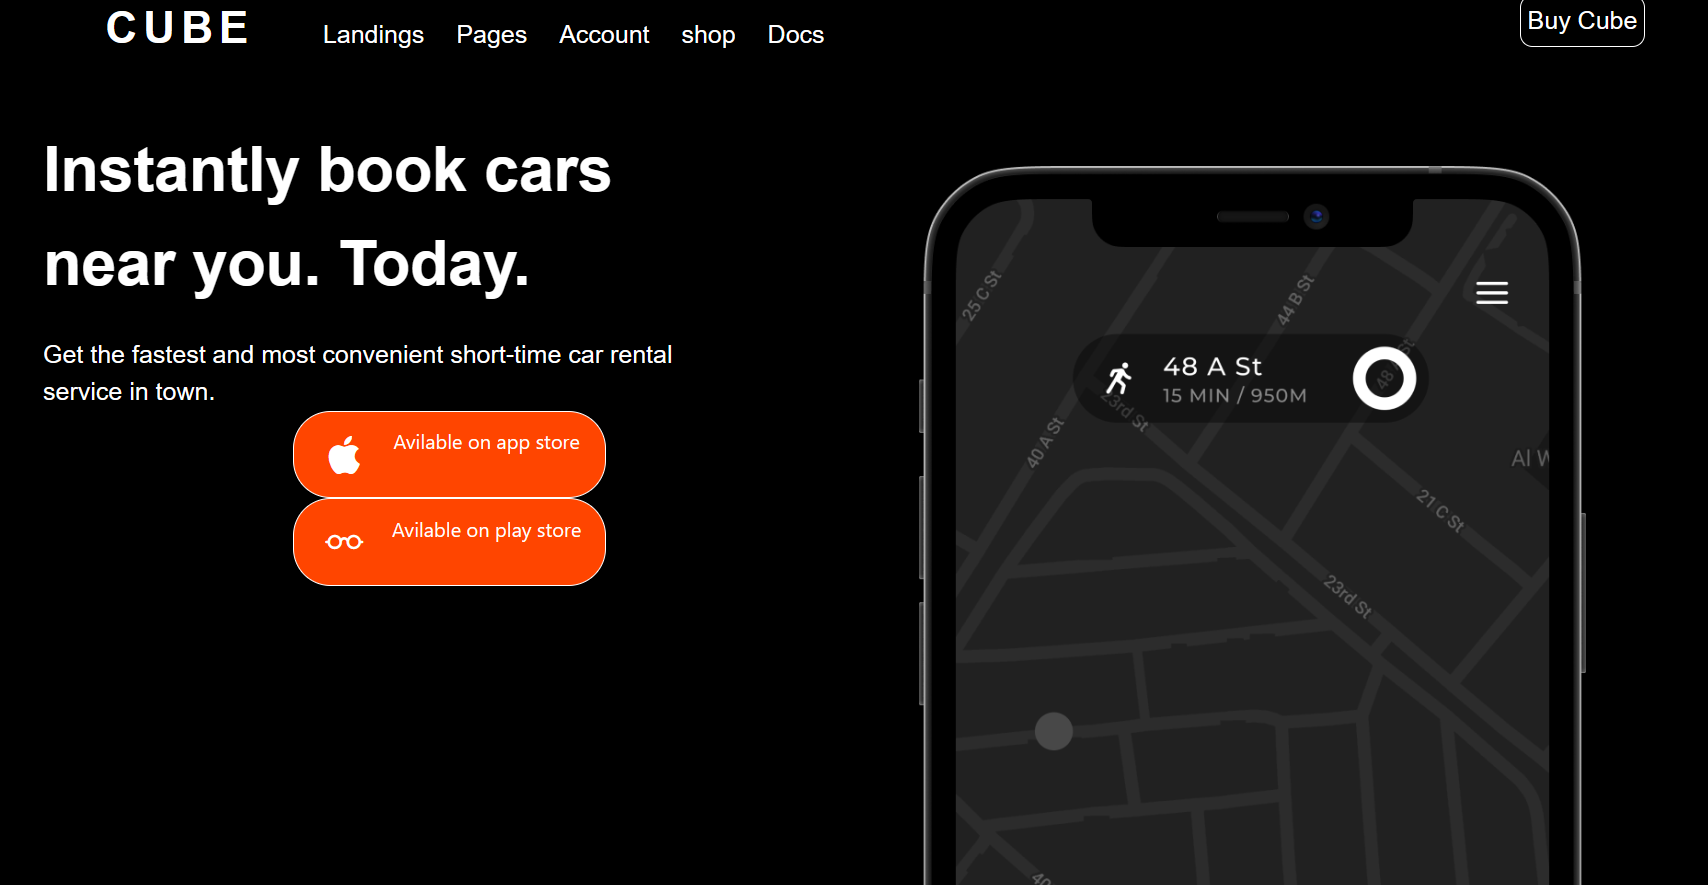 CUBE Landings Pages Account shop Docs Buy Cube
Instantly book cars
near you. Today.
Get the fastest and most convenient short-time car rental
service in town.
Avilable on app store
Avilable on play store
25 C St
44 B St
48 A St
15 MIN / 950M
23rd St
40 A St
Al W
21 C St
23rd St
40